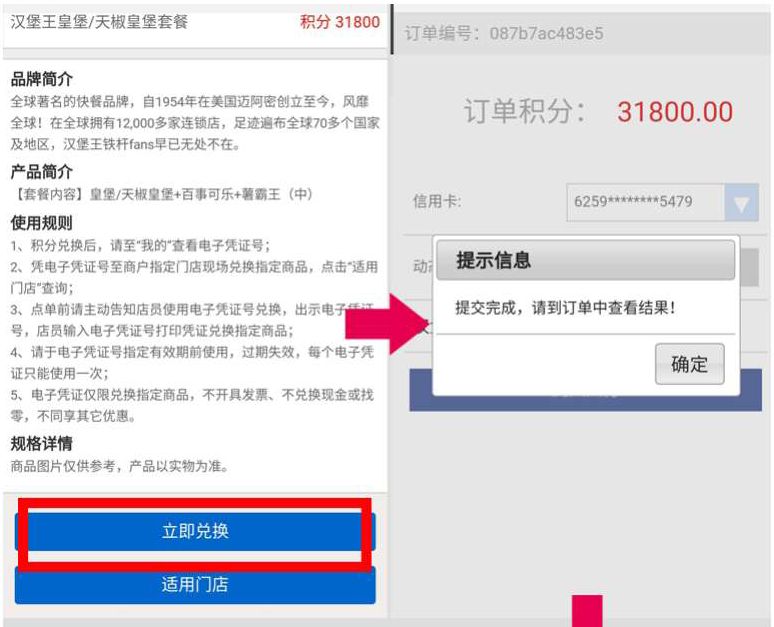 汉堡王皇堡/天椒皇堡套餐 积分 31800
品牌简介
全球著名的快餐品牌，自1954年在美国迈阿密创立至今，风靡
全球！在全球拥有12,000多家连锁店，足迹遍布全球70多个国家
及地区，汉堡王铁杆fans早已无处不在。
产品简介
【套餐内容】皇堡/天椒皇堡+百事可乐+薯霸王（中）
使用规则
1、积分兑换后，请至"我的"查看电子凭证号；
2、凭电子凭证号至商户指定门店现场兑换指定商品，点击"适用
门店"查询；
3、点单前请主动告知店员使用电子凭证号兑换，出示电子凭证
号，店员输入电子凭证号打印凭证兑换指定商品；
4、请于电子凭证号指定有效期前使用，过期失效，每个电子凭
证只能使用一次；
5、电子凭证仅限兑换指定商品，不开具发票、不兑换现金或找
零，不同享其它优惠。
规格详情
商品图片仅供参考，产品以实物为准。
立即兑换
适用门店
订单编号：087b7ac483e5
订单积分： 31800.00
信用卡: 6259********5479
提示信息
提交完成，请到订单中查看结果！
确定